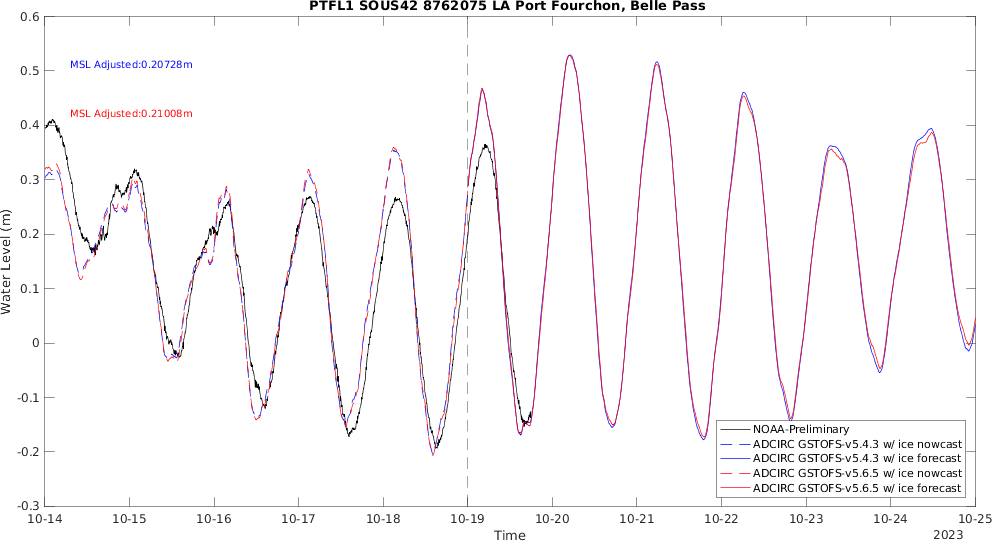 PTFL1 SOUS42 8762075 LA Port Fourchon, Belle Pass
0.6
0.5
0.4
0.3
0.2
0.1
0
-0.1
-0.2
-0.3
Water Level (m)
MSL Adjusted:0.20728m
MSL Adjusted:0.21008m
NOAA-Preliminary
ADCIRC GSTOFS-v5.4.3 w/ ice nowcast
ADCIRC GSTOFS-v5.4.3 w/ ice forecast
ADCIRC GSTOFS-v5.6.5 w/ ice nowcast
ADCIRC GSTOFS-v5.6.5 w/ ice forecast
10-14 10-15 10-16 10-17 10-18 10-19 10-20 10-21 10-22 10-23 10-24 10-25
Time
2023